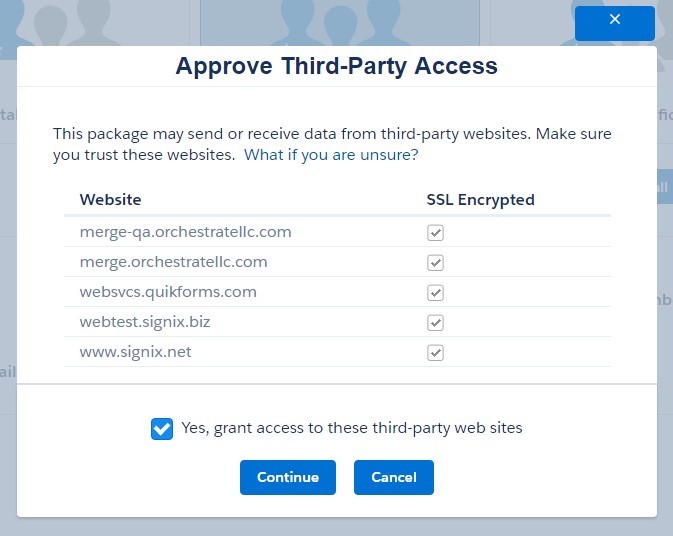 Approve Third-Party Access
This package may send or receive data from third-party websites. Make sure
you trust these websites. What if you are unsure?
Website SSL Encrypted
merge-qa.orchestratellc.com
merge.orchestratellc.com
websvcs.quikforms.com
webtest.signix.biz
www.signix.net
Yes, grant access to these third-party web sites
Continue Cancel